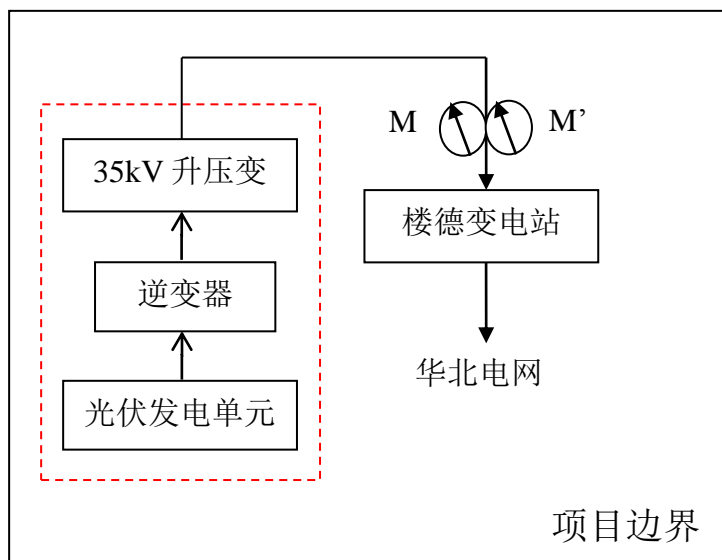 M
M’
35kV 升压变
楼德变电站
逆变器
华北电网
光伏发电单元
项目边界